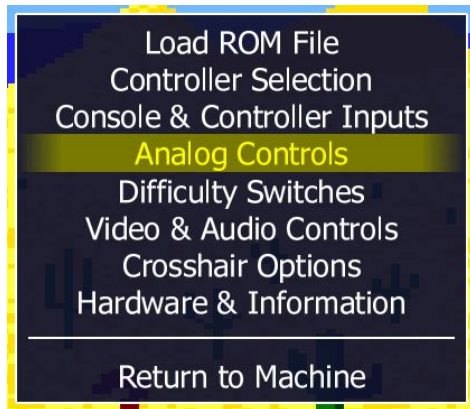 Load ROM File
Controller Selection
Console & Controller Inputs
Analog Controls
Difficulty Switches
Video & Audio Controls
Crosshair Options
Hardware & Information
Return to Machine